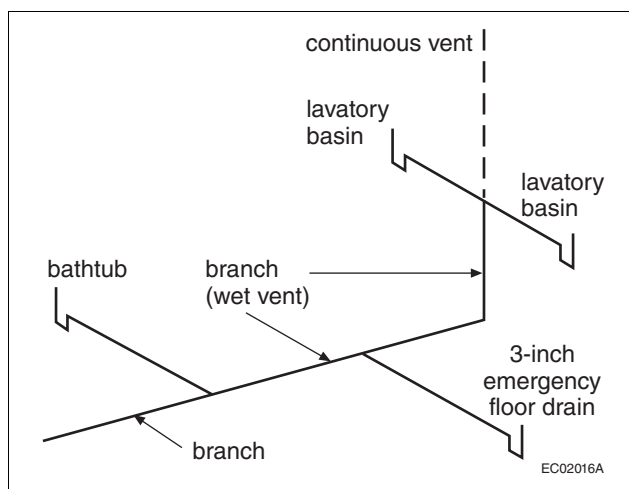 continuous vent
lavatory
basin
lavatory
basin
bathtub
branch
(wet vent)
3-inch
emergency
floor drain
branch
EC02016A